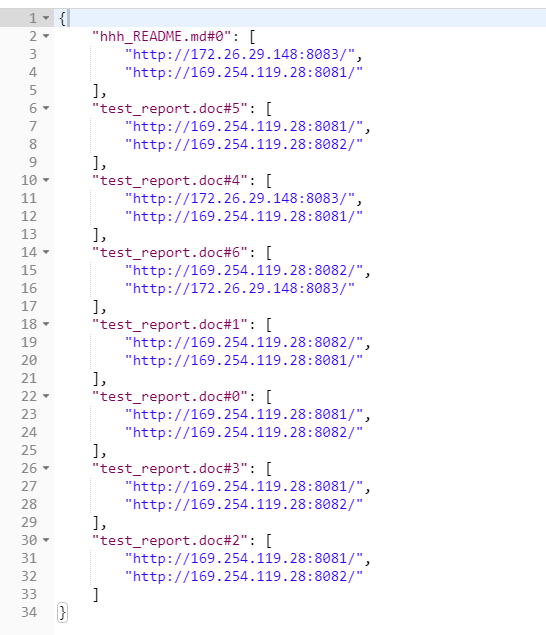 1 {
2 "hhh_README.md#0": [
3 "http://172.26.29.148:8083/",
4 "http://169.254.119.28:8081/"
5 ],
6 "test_report.doc#5": [
7 "http://169.254.119.28:8081/",
8 "http://169.254.119.28:8082/"
9 ],
10 "test_report.doc#4": [
11 "http://172.26.29.148:8083/",
12 "http://169.254.119.28:8081/"
13 ],
14 "test_report.doc#6": [
15 "http://169.254.119.28:8082/",
16 "http://172.26.29.148:8083/"
17 ],
18 "test_report.doc#1": [
19 "http://169.254.119.28:8082/",
20 "http://169.254.119.28:8081/"
21 ],
22 "test_report.doc#0": [
23 "http://169.254.119.28:8081/",
24 "http://169.254.119.28:8082/"
25 ],
26 "test_report.doc#3": [
27 "http://169.254.119.28:8081/",
28 "http://169.254.119.28:8082/"
29 ],
30 "test_report.doc#2": [
31 "http://169.254.119.28:8081/",
32 "http://169.254.119.28:8082/"
33 ]
34 }